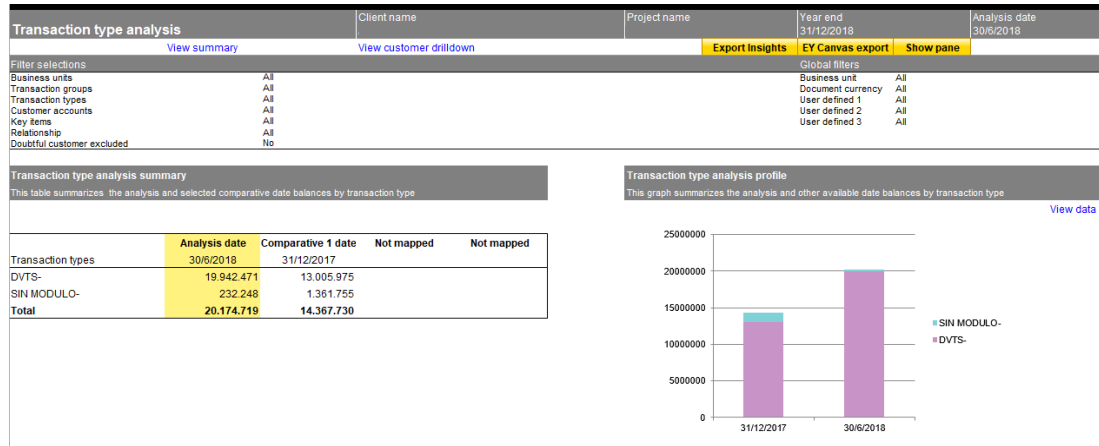 Transaction type analysis
Client name
Project name
Year end
31/12/2018
Analysis date
30/6/2018
View summary
View customer drilldown
Export Insights
EY Canvas export
Show pane
Filter selections
Global filters
Business units All
Transaction groups All
Transaction types All
Customer accounts All
Key items All
Relationship All
Doubtful customer excluded No
Business unit All
Document currency All
User defined 1 All
User defined 2 All
User defined 3 All
Transaction type analysis summary
This table summarizes the analysis and selected comparative date balances by transaction type
Analysis date Comparative 1 date Not mapped Not mapped
Transaction types 30/6/2018 31/12/2017
DVTS- 19.942.471 13.005.975
SIN MODULO- 232.248 1.361.755
Total 20.174.719 14.367.730
Transaction type analysis profile
This graph summarizes the analysis and other available date balances by transaction type
View data
25000000
20000000
15000000
10000000
5000000
0
31/12/2017 30/6/2018
SIN MODULO-
DVTS-